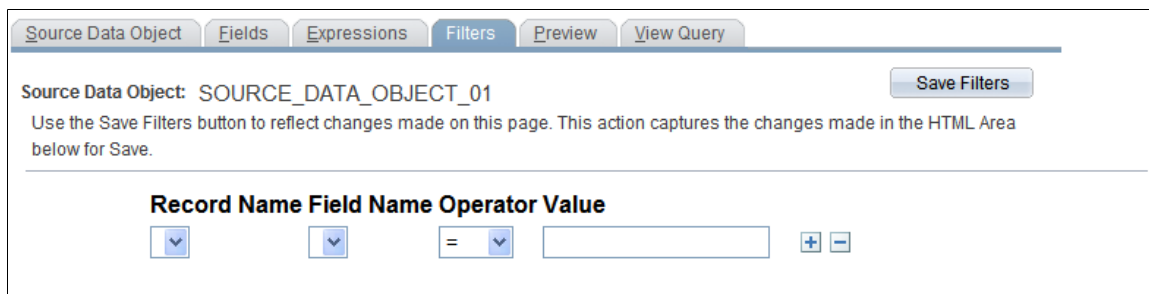 Source Data Object Fields Expressions Filters Preview View Query
Source Data Object: SOURCE_DATA_OBJECT_01 Save Filters
Use the Save Filters button to reflect changes made on this page. This action captures the changes made in the HTML Area
below for Save.
Record Name Field Name Operator Value
=